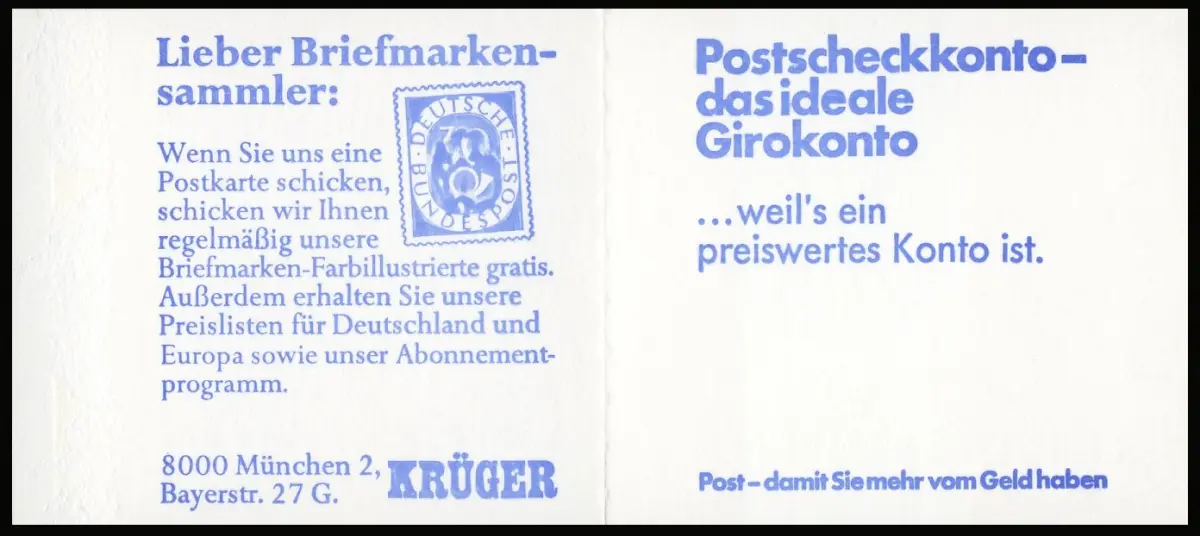 Lieber Briefmarken-
sammler:
Wenn Sie uns eine
Postkarte schicken,
schicken wir Ihnen
regelmäßig unsere
Briefmarken-Farbillustrierte gratis.
Außerdem erhalten Sie unsere
Preislisten für Deutschland und
Europa sowie unser Abonnement-
programm.
DEUTSCHE · POST
BUNDESPOST
8000 München 2,
Bayerstr. 27 G.
KRÜGER
Postscheckkonto –
das ideale
Girokonto
...weil's ein
preiswertes Konto ist.
Post – damit Sie mehr vom Geld haben